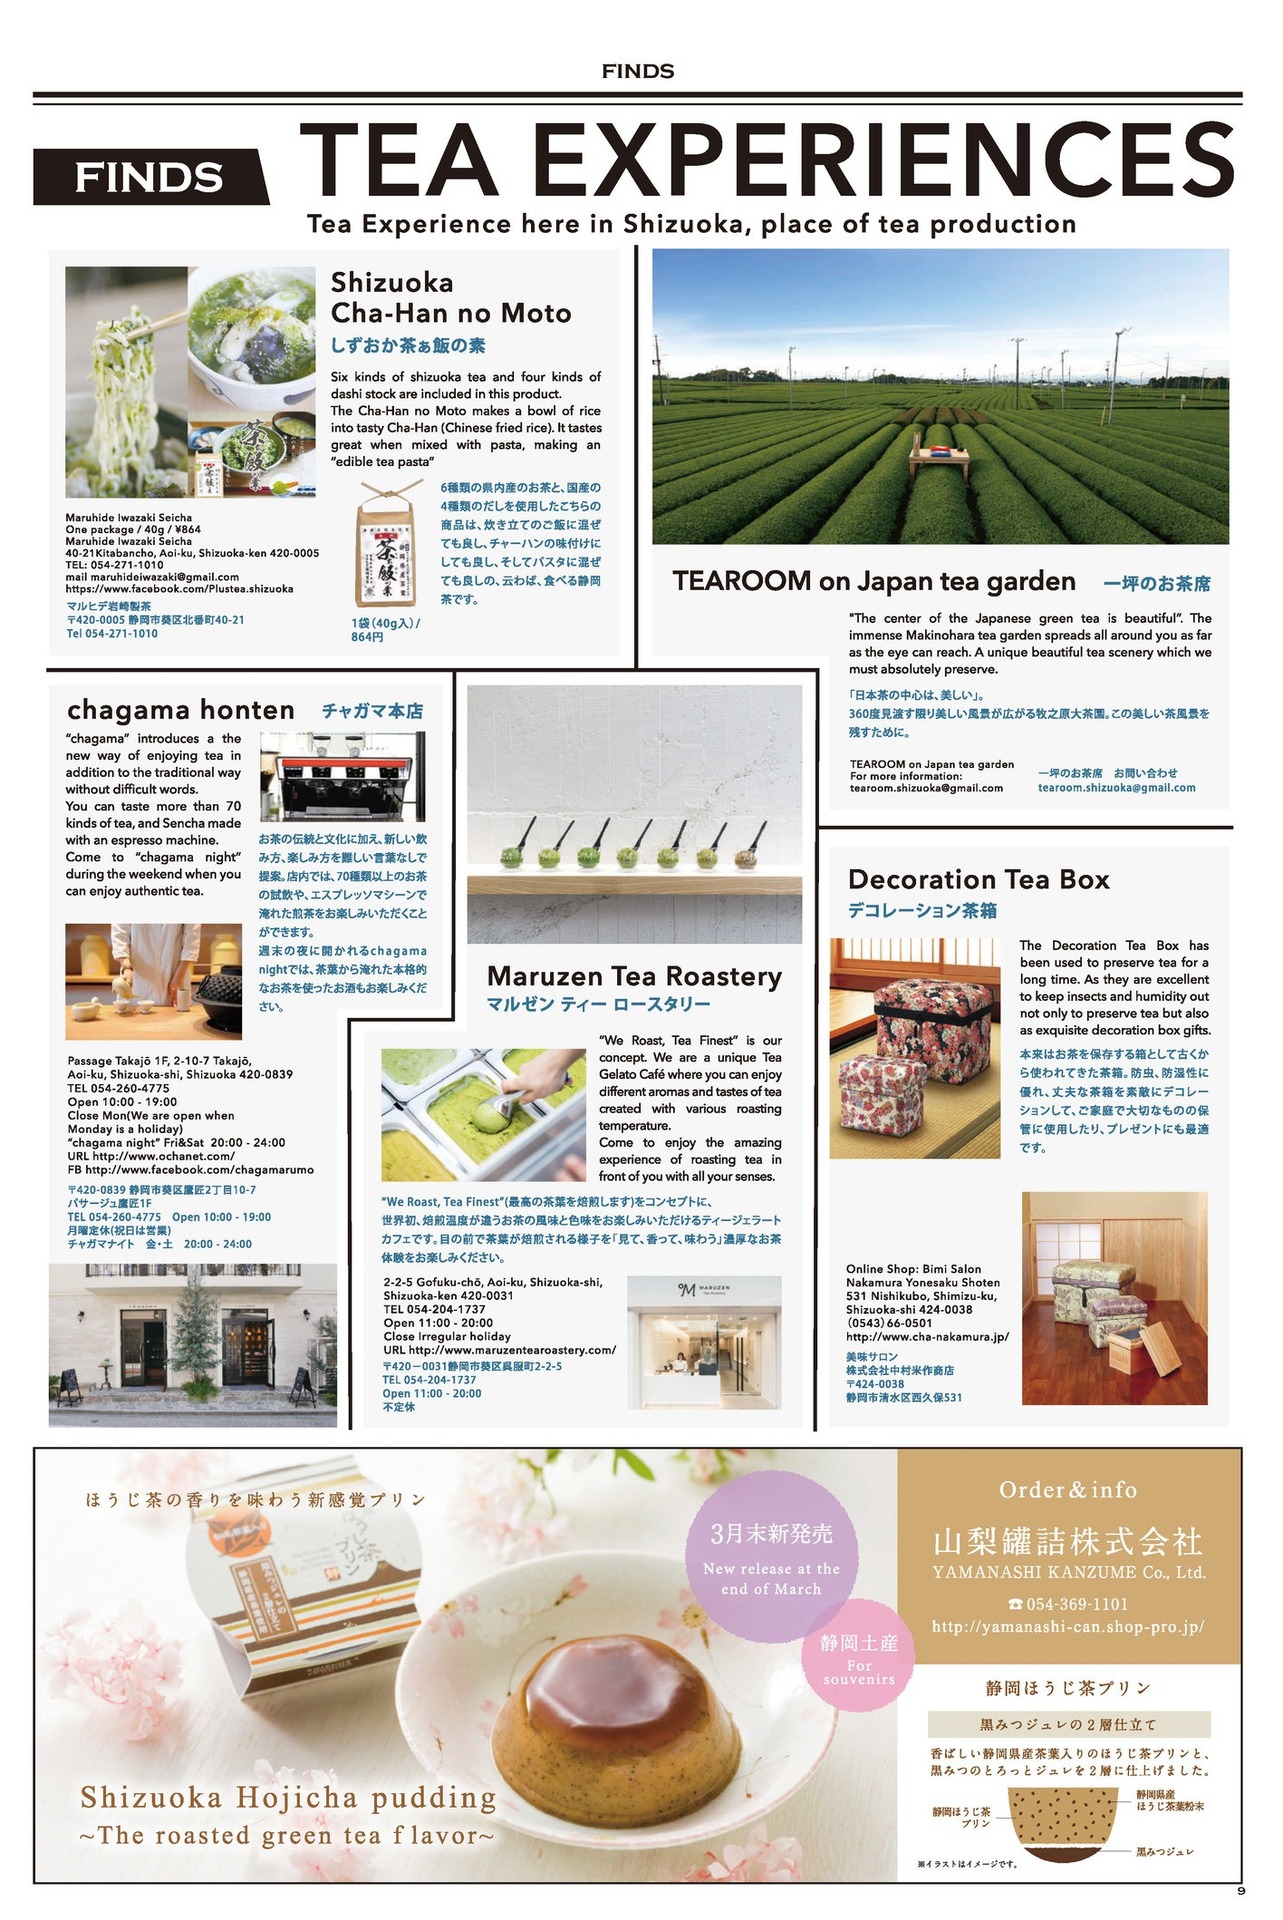 FINDS
FINDS
TEA EXPERIENCES
Tea Experience here in Shizuoka, place of tea production
Shizuoka
Cha-Han no Moto
しずおか茶ぁ飯の素
Six kinds of shizuoka tea and four kinds of
dashi stock are included in this product.
The Cha-Han no Moto makes a bowl of rice
into tasty Cha-Han (Chinese fried rice). It tastes
great when mixed with pasta, making an
“edible tea pasta”
6種類の県内産のお茶と、国産の
4種類のだしを使用したこちらの
商品は、炊き立てのご飯に混ぜ
ても良し、チャーハンの味付けに
しても良し、そしてパスタに混ぜ
ても良しの、云わば、食べる静岡
茶です。
1袋（40g入）/
864円
Maruhide Iwazaki Seicha
One package / 40g / ¥864
Maruhide Iwazaki Seicha
40-21Kitabancho, Aoi-ku, Shizuoka-ken 420-0005
TEL: 054-271-1010
mail maruhideiwazaki@gmail.com
https://www.facebook.com/Plustea.shizuoka
マルヒデ岩崎製茶
〒420-0005 静岡市葵区北番町40-21
Tel 054-271-1010
TEAROOM on Japan tea garden 一坪のお茶席
"The center of the Japanese green tea is beautiful”. The
immense Makinohara tea garden spreads all around you as far
as the eye can reach. A unique beautiful tea scenery which we
must absolutely preserve.
「日本茶の中心は、美しい」。
360度見渡す限り美しい風景が広がる牧之原大茶園。この美しい茶風景を
残すために。
TEAROOM on Japan tea garden
For more information:
tearoom.shizuoka@gmail.com
一坪のお茶席　お問い合わせ
tearoom.shizuoka@gmail.com
chagama honten チャガマ本店
“chagama” introduces a the
new way of enjoying tea in
addition to the traditional way
without difficult words.
You can taste more than 70
kinds of tea, and Sencha made
with an espresso machine.
Come to “chagama night”
during the weekend when you
can enjoy authentic tea.
お茶の伝統と文化に加え、新しい飲
み方、楽しみ方を難しい言葉なしで
提案。店内では、70種類以上のお茶
の試飲や、エスプレッソマシーンで
淹れた煎茶をお楽しみいただくこと
ができます。
週末の夜に開かれるchagama
nightでは、茶葉から淹れた本格的
なお茶を使ったお酒もお楽しみくだ
さい。
Passage Takajō 1F, 2-10-7 Takajō,
Aoi-ku, Shizuoka-shi, Shizuoka 420-0839
TEL 054-260-4775
Open 10:00 - 19:00
Close Mon(We are open when
Monday is a holiday)
“chagama night” Fri&Sat 20:00 - 24:00
URL http://www.ochanet.com/
FB http://www.facebook.com/chagamarumo
〒420-0839 静岡市葵区鷹匠2丁目10-7
パサージュ鷹匠1F
TEL 054-260-4775　Open 10:00 - 19:00
月曜定休(祝日は営業)
チャガマナイト　金・土　20:00 - 24:00
Maruzen Tea Roastery
マルゼン ティー ロースタリー
“We Roast, Tea Finest” is our
concept. We are a unique Tea
Gelato Café where you can enjoy
different aromas and tastes of tea
created with various roasting
temperature.
Come to enjoy the amazing
experience of roasting tea in
front of you with all your senses.
“We Roast, Tea Finest”(最高の茶葉を焙煎します)をコンセプトに、
世界初、焙煎温度が違うお茶の風味と色味をお楽しみいただけるティージェラート
カフェです。目の前で茶葉が焙煎される様子を「見て、香って、味わう」濃厚なお茶
体験をお楽しみください。
2-2-5 Gofuku-chō, Aoi-ku, Shizuoka-shi,
Shizuoka-ken 420-0031
TEL 054-204-1737
Open 11:00 - 20:00
Close Irregular holiday
URL http://www.maruzentearoastery.com/
〒420－0031静岡市葵区呉服町2-2-5
TEL 054-204-1737
Open 11:00 - 20:00
不定休
MARUZEN
Decoration Tea Box
デコレーション茶箱
The Decoration Tea Box has
been used to preserve tea for a
long time. As they are excellent
to keep insects and humidity out
not only to preserve tea but also
as exquisite decoration box gifts.
本来はお茶を保存する箱として古くか
ら使われてきた茶箱。防虫、防湿性に
優れ、丈夫な茶箱を素敵にデコレー
ションして、ご家庭で大切なものの保
管に使用したり、プレゼントにも最適
です。
Online Shop: Bimi Salon
Nakamura Yonesaku Shoten
531 Nishikubo, Shimizu-ku,
Shizuoka-shi 424-0038
（0543）66-0501
http://www.cha-nakamura.jp/
美味サロン
株式会社中村米作商店
〒424-0038
静岡市清水区西久保531
ほうじ茶の香りを味わう新感覚プリン
3月末新発売
New release at the
end of March
静岡土産
For
souvenirs
Shizuoka Hojicha pudding
~The roasted green tea flavor~
Order＆info
山梨罐詰株式会社
YAMANASHI KANZUME Co., Ltd.
☎054-369-1101
http://yamanashi-can.shop-pro.jp/
静岡ほうじ茶プリン
黒みつジュレの２層仕立て
香ばしい静岡県産茶葉入りのほうじ茶プリンと、
黒みつのとろっとジュレを２層に仕上げました。
静岡ほうじ茶
プリン
静岡県産
ほうじ茶葉粉末
黒みつジュレ
※イラストはイメージです。
9